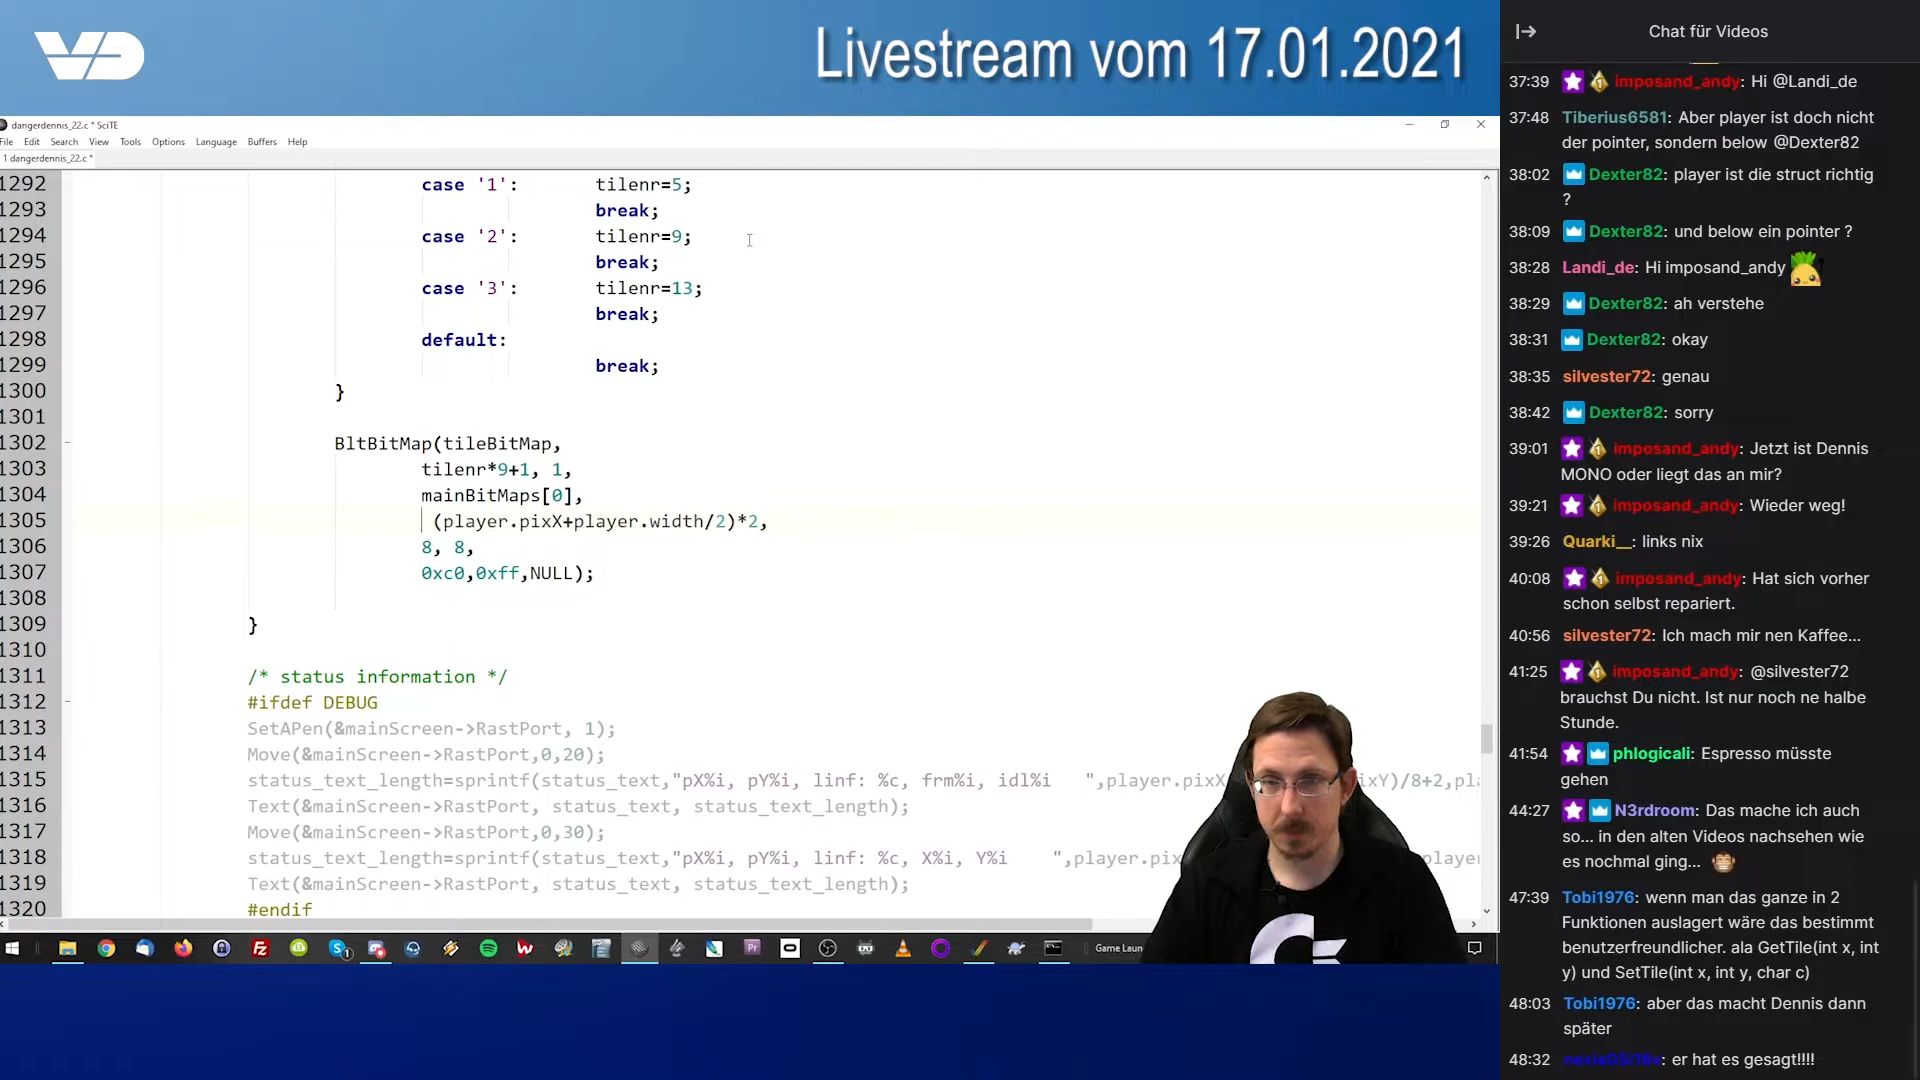 VD
Livestream vom 17.01.2021
dangerdennis_22.c * SciTE
File Edit Search View Tools Options Language Buffers Help
1 dangerdennis_22.c *
1292 case '1': tilenr=5;
1293 break;
1294 case '2': tilenr=9;
1295 break;
1296 case '3': tilenr=13;
1297 break;
1298 default:
1299 break;
1300 }
1301
1302 BltBitMap(tileBitMap,
1303 tilenr*9+1, 1,
1304 mainBitMaps[0],
1305 (player.pixX+player.width/2)*2,
1306 8, 8,
1307 0xc0,0xff,NULL);
1308
1309 }
1310
1311 /* status information */
1312 #ifdef DEBUG
1313 SetAPen(&mainScreen->RastPort, 1);
1314 Move(&mainScreen->RastPort,0,20);
1315 status_text_length=sprintf(status_text,"pX%i, pY%i, linf: %c, frm%i, idl%i ",player.pixX ixY)/8+2,pl
1316 Text(&mainScreen->RastPort, status_text, status_text_length);
1317 Move(&mainScreen->RastPort,0,30);
1318 status_text_length=sprintf(status_text,"pX%i, pY%i, linf: %c, X%i, Y%i ",player.pix playe
1319 Text(&mainScreen->RastPort, status_text, status_text_length);
1320 #endif
Game Laun
Chat für Videos
37:39 imposand_andy: Hi @Landi_de
37:48 Tiberius6581: Aber player ist doch nicht
der pointer, sondern below @Dexter82
38:02 Dexter82: player ist die struct richtig
?
38:09 Dexter82: und below ein pointer ?
38:28 Landi_de: Hi imposand_andy
38:29 Dexter82: ah verstehe
38:31 Dexter82: okay
38:35 silvester72: genau
38:42 Dexter82: sorry
39:01 imposand_andy: Jetzt ist Dennis
MONO oder liegt das an mir?
39:21 imposand_andy: Wieder weg!
39:26 Quarki__: links nix
40:08 imposand_andy: Hat sich vorher
schon selbst repariert.
40:56 silvester72: Ich mach mir nen Kaffee...
41:25 imposand_andy: @silvester72
brauchst Du nicht. Ist nur noch ne halbe
Stunde.
41:54 phlogicali: Espresso müsste
gehen
44:27 N3rdroom: Das mache ich auch
so... in den alten Videos nachsehen wie
es nochmal ging...
47:39 Tobi1976: wenn man das ganze in 2
Funktionen auslagert wäre das bestimmt
benutzerfreundlicher. ala GetTile(int x, int
y) und SetTile(int x, int y, char c)
48:03 Tobi1976: aber das macht Dennis dann
später
48:32 : er hat es gesagt!!!!